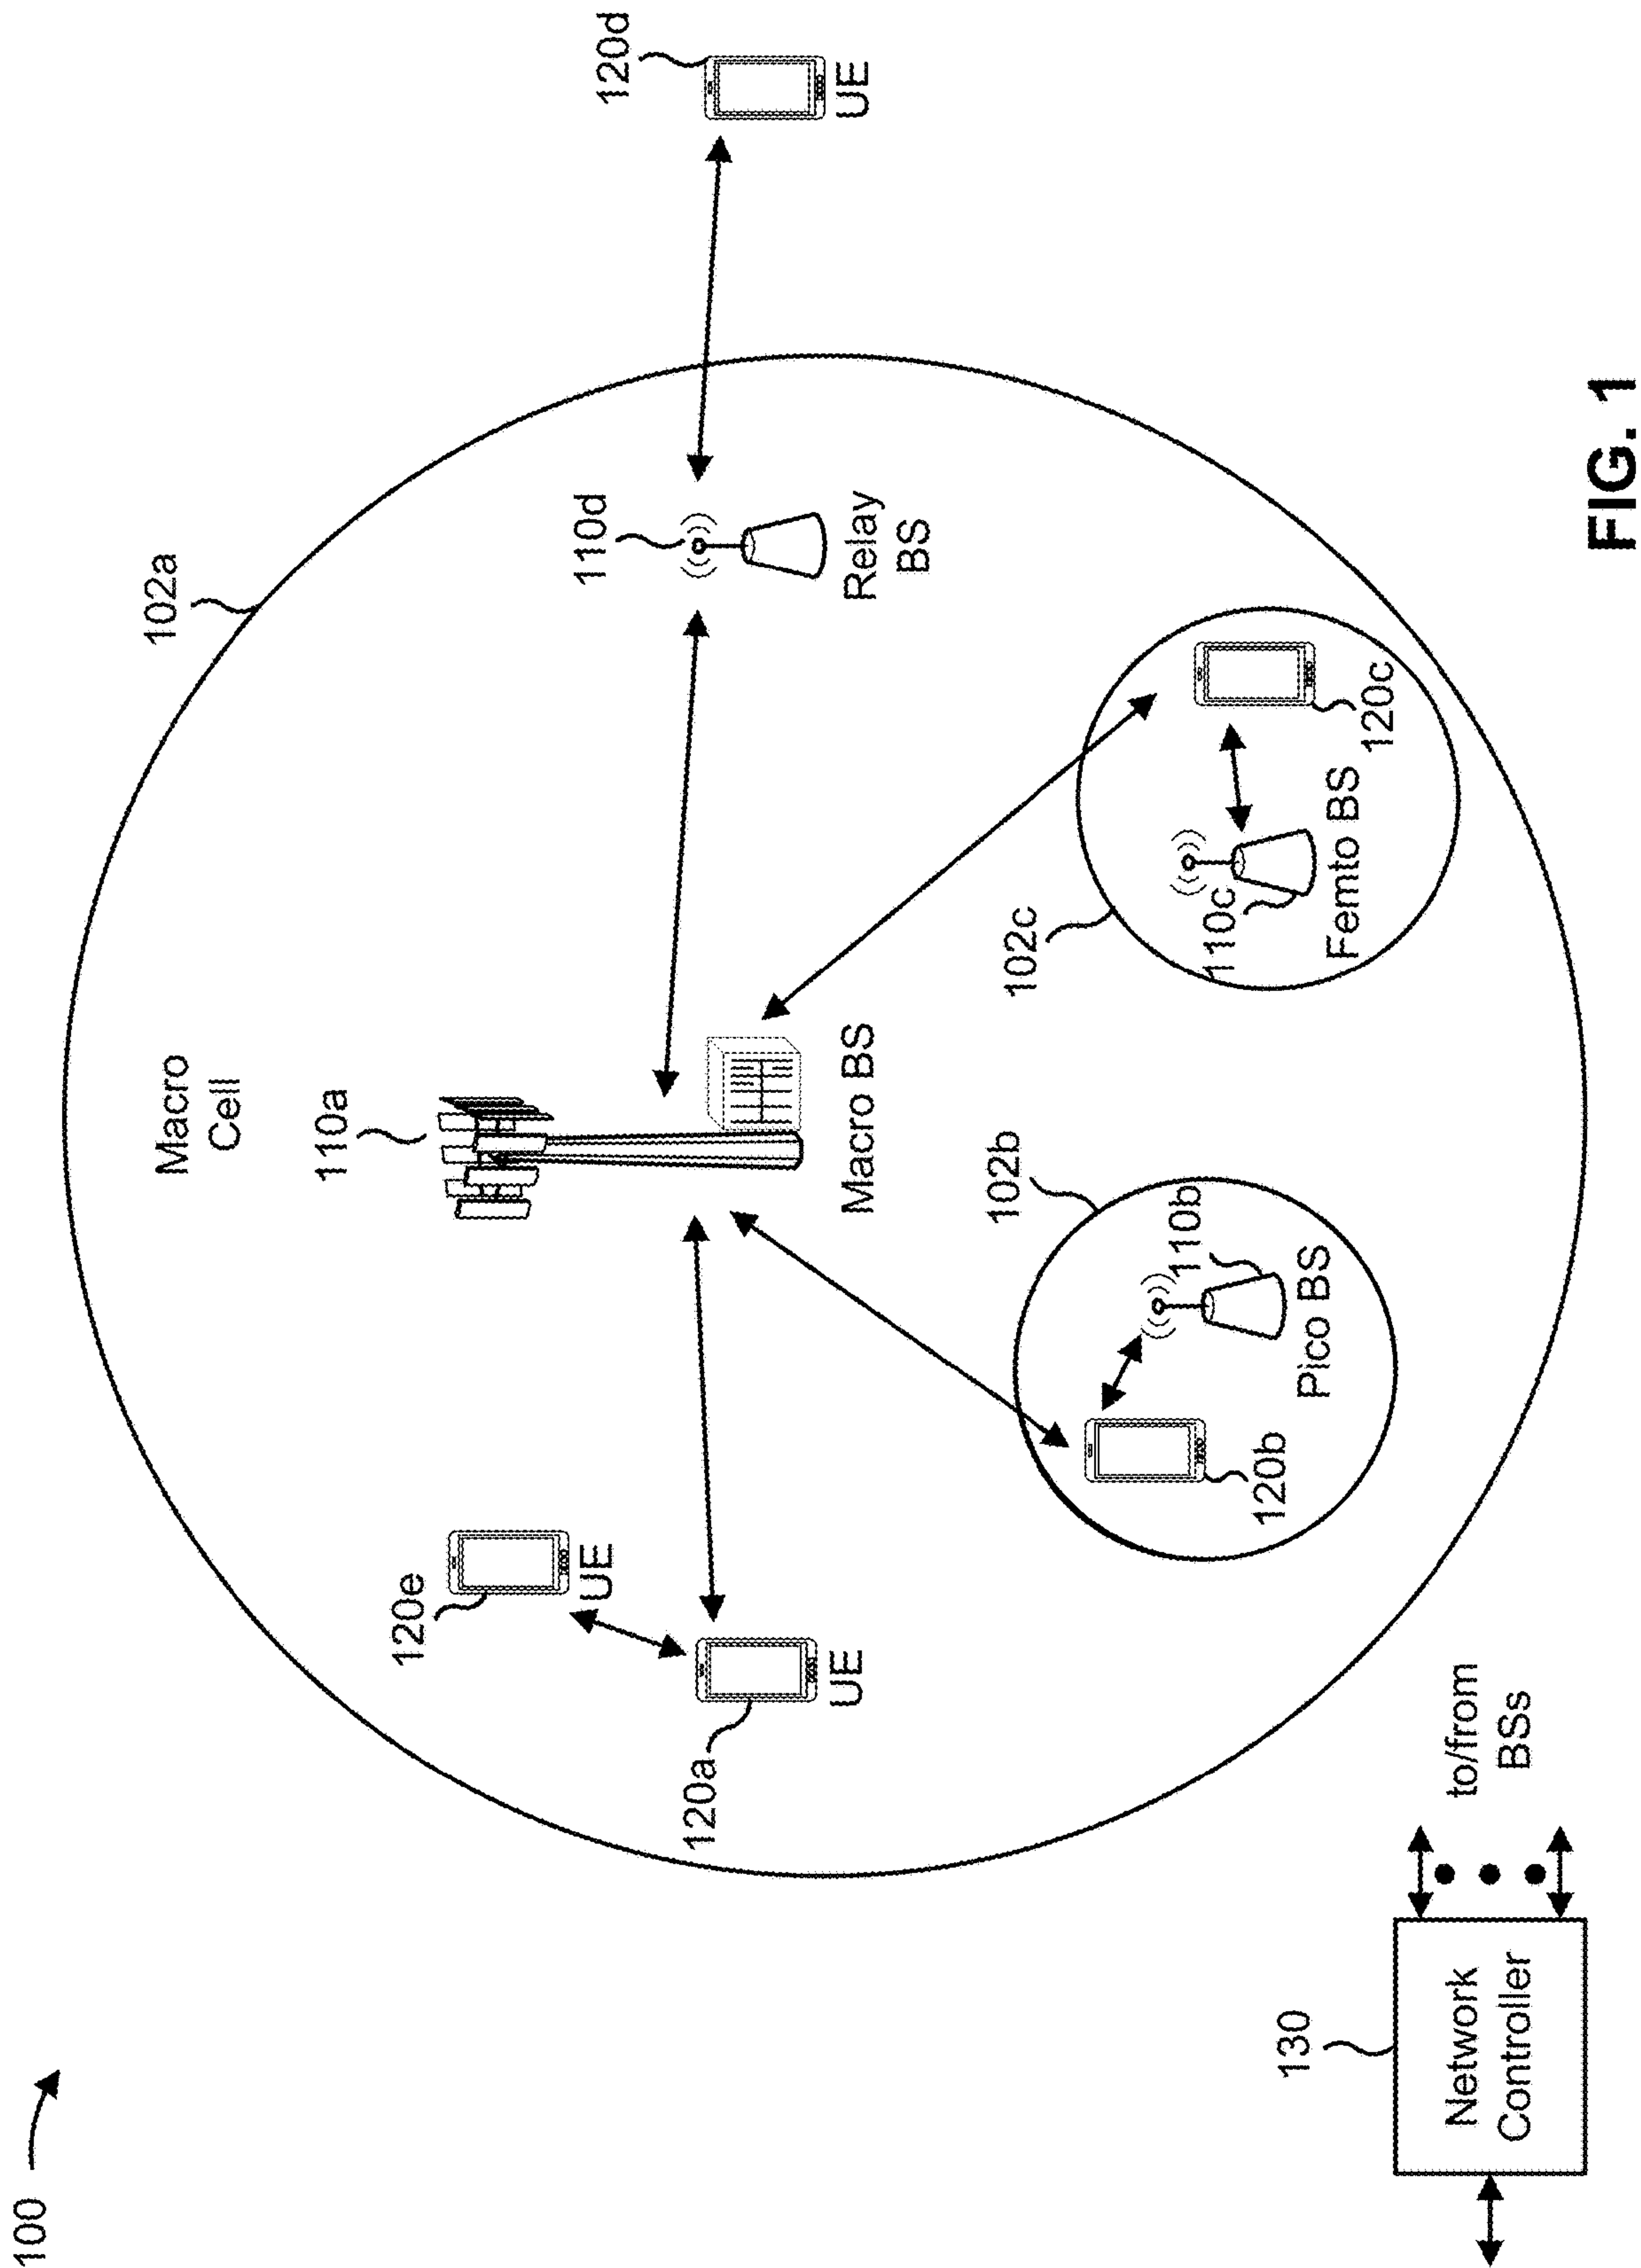 100
102a
Macro
Cell
110a
120d
UE
120e
UE
110d
Relay
BS
120a
UE
Macro BS
102c
102b
110c
Femto BS
120c
110b
Pico BS
120b
130
Network
Controller
to/from
BSs
FIG. 1